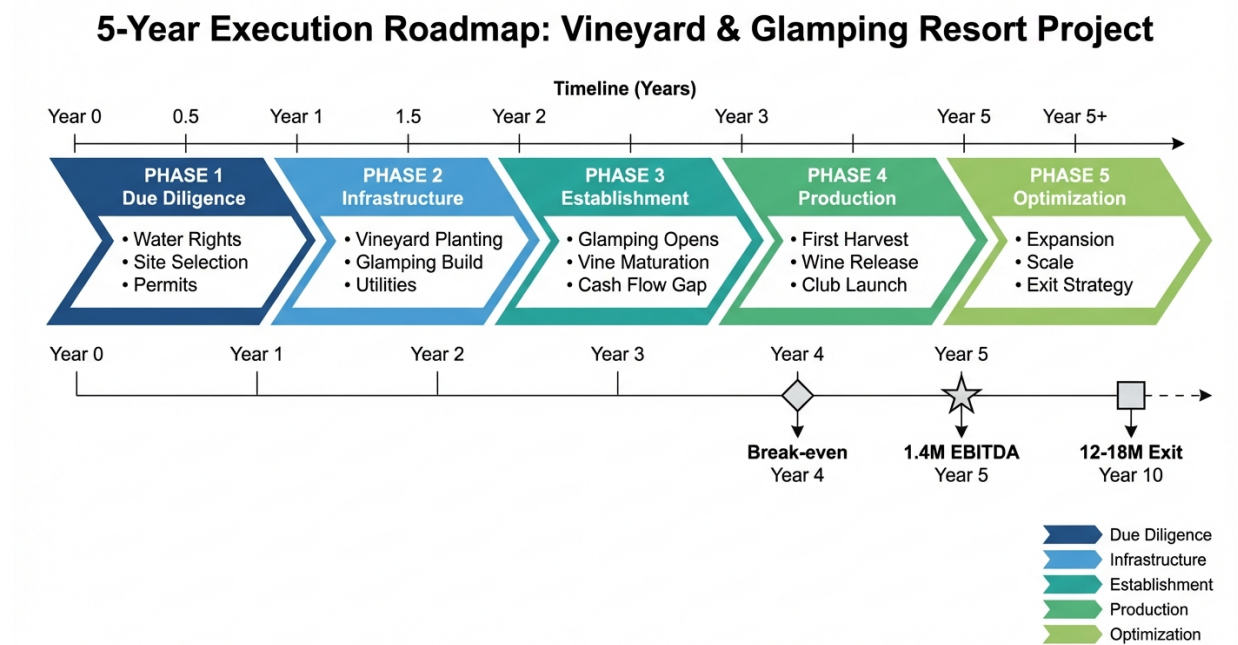 5-Year Execution Roadmap: Vineyard & Glamping Resort Project
Timeline (Years)
Year 0 0.5 Year 1 1.5 Year 2 Year 3 Year 5 Year 5+
PHASE 1
Due Diligence
• Water Rights
• Site Selection
• Permits
PHASE 2
Infrastructure
• Vineyard Planting
• Glamping Build
• Utilities
PHASE 3
Establishment
• Glamping Opens
• Vine Maturation
• Cash Flow Gap
PHASE 4
Production
• First Harvest
• Wine Release
• Club Launch
PHASE 5
Optimization
• Expansion
• Scale
• Exit Strategy
Year 0 Year 1 Year 2 Year 3 Year 4 Year 5
Break-even
Year 4
1.4M EBITDA
Year 5
12-18M Exit
Year 10
Due Diligence
Infrastructure
Establishment
Production
Optimization